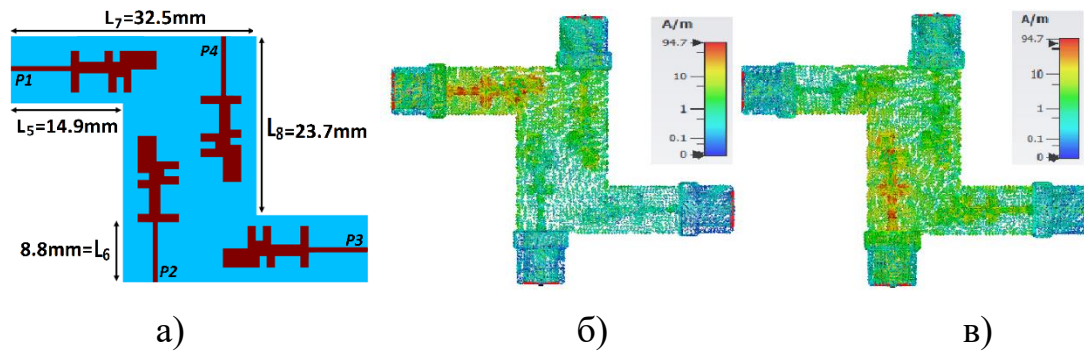 L₇=32.5mm
P1
P4
L₅=14.9mm
L₈=23.7mm
8.8mm=L₆
P2
P3
а)
A/m
94.7
10
1
0.1
0
б)
A/m
94.7
10
1
0.1
0
в)